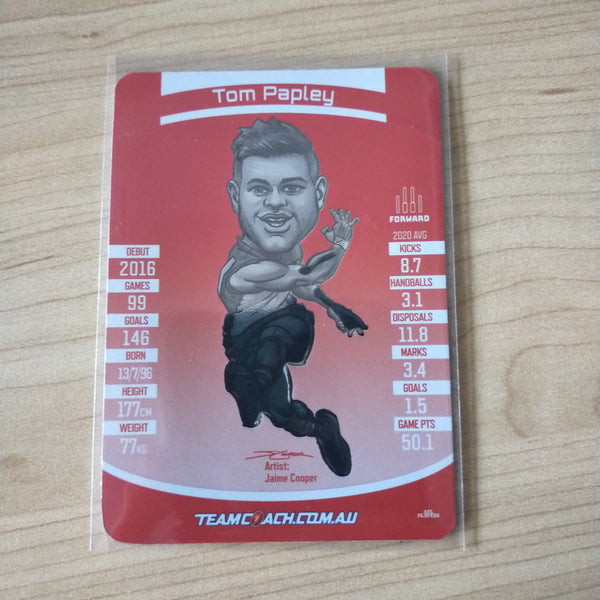 Tom Papley
DEBUT
2016
GAMES
99
GOALS
146
BORN
13/7/96
HEIGHT
177CM
WEIGHT
77KG
FORWARD
2020 AVG
KICKS
8.7
HANDBALLS
3.1
DISPOSALS
11.8
MARKS
3.4
GOALS
1.5
GAME PTS
50.1
Artist:
Jaime Cooper
TEAMCOACH.COM.AU